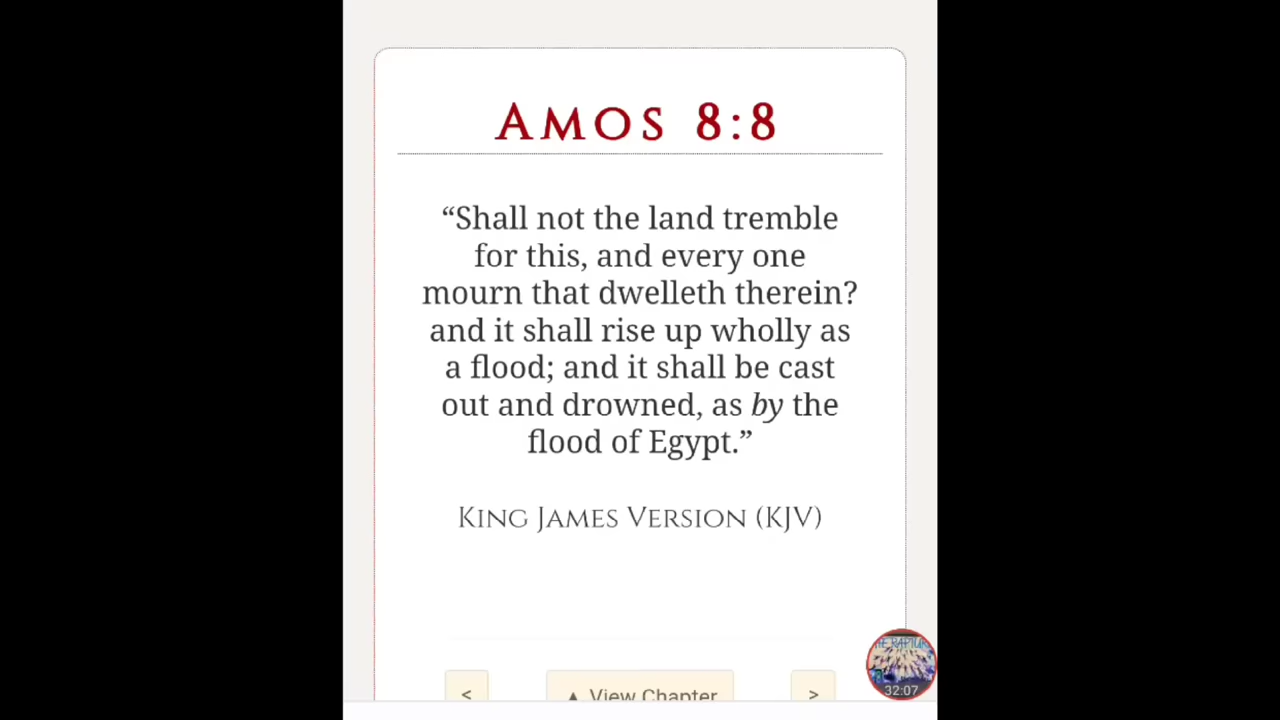 AMOS 8:8
“Shall not the land tremble
for this, and every one
mourn that dwelleth therein?
and it shall rise up wholly as
a flood; and it shall be cast
out and drowned, as by the
flood of Egypt.”
KING JAMES VERSION (KJV)
< ▲ View Chapter >
32:07